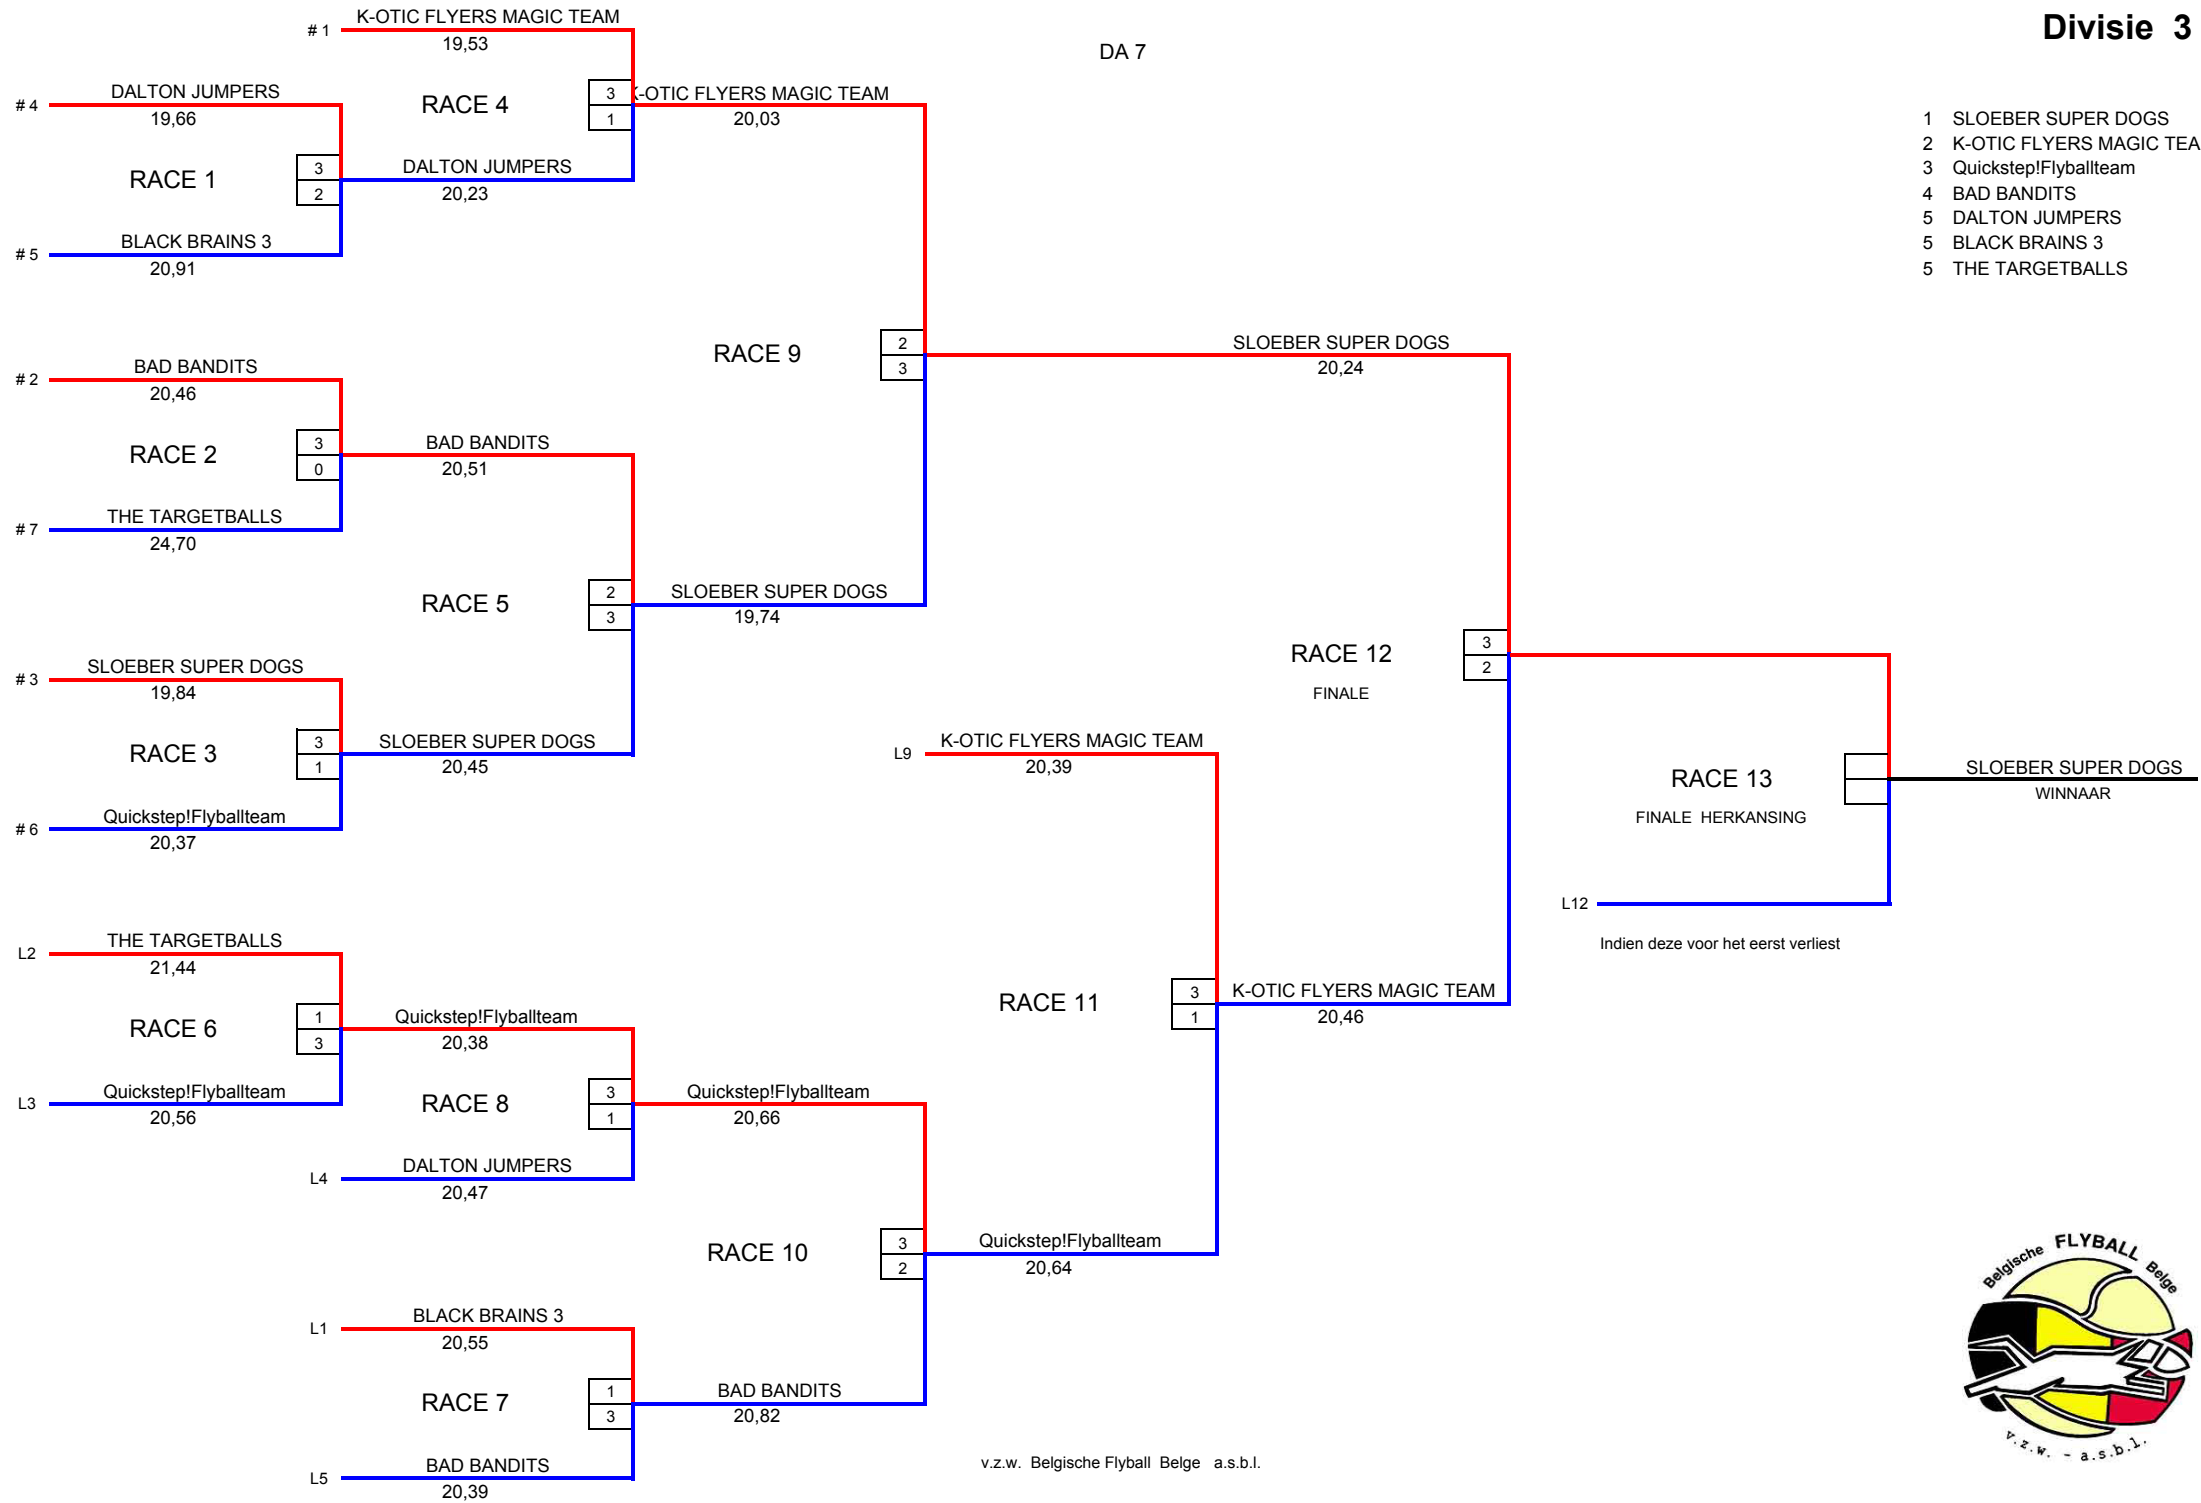 Divisie 3
DA 7
1 SLOEBER SUPER DOGS
2 K-OTIC FLYERS MAGIC TEA
3 Quickstep!Flyballteam
4 BAD BANDITS
5 DALTON JUMPERS
5 BLACK BRAINS 3
5 THE TARGETBALLS
# 1
K-OTIC FLYERS MAGIC TEAM
19,53
# 4
DALTON JUMPERS
19,66
RACE 4
3
1
K-OTIC FLYERS MAGIC TEAM
20,03
RACE 1
3
2
DALTON JUMPERS
20,23
# 5
BLACK BRAINS 3
20,91
RACE 9
2
3
SLOEBER SUPER DOGS
20,24
# 2
BAD BANDITS
20,46
RACE 2
3
0
BAD BANDITS
20,51
# 7
THE TARGETBALLS
24,70
RACE 5
2
3
SLOEBER SUPER DOGS
19,74
# 3
SLOEBER SUPER DOGS
19,84
RACE 12
FINALE
3
2
RACE 3
3
1
SLOEBER SUPER DOGS
20,45
L9
K-OTIC FLYERS MAGIC TEAM
20,39
RACE 13
FINALE HERKANSING
SLOEBER SUPER DOGS
WINNAAR
# 6
Quickstep!Flyballteam
20,37
L12
Indien deze voor het eerst verliest
L2
THE TARGETBALLS
21,44
RACE 6
1
3
Quickstep!Flyballteam
20,38
RACE 11
3
1
K-OTIC FLYERS MAGIC TEAM
20,46
L3
Quickstep!Flyballteam
20,56
RACE 8
3
1
Quickstep!Flyballteam
20,66
L4
DALTON JUMPERS
20,47
RACE 10
3
2
Quickstep!Flyballteam
20,64
L1
BLACK BRAINS 3
20,55
RACE 7
1
3
BAD BANDITS
20,82
L5
BAD BANDITS
20,39
v.z.w. Belgische Flyball Belge a.s.b.l.
Belgische FLYBALL Belge
v.z.w. - a.s.b.l.